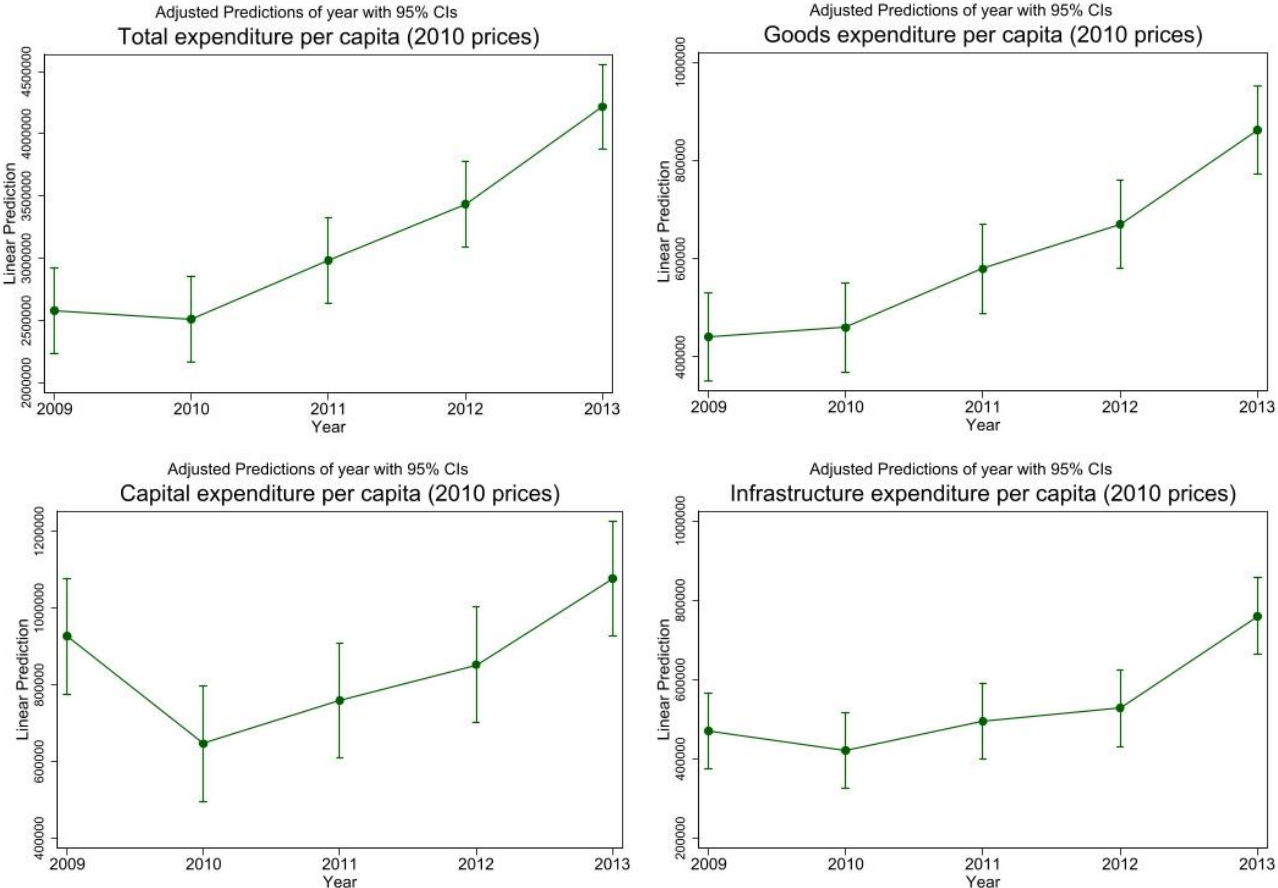 Adjusted Predictions of year with 95% CIs
Total expenditure per capita (2010 prices)
Linear Prediction
4500000
4000000
3500000
3000000
2500000
2000000
2009 2010 2011 2012 2013
Year
Adjusted Predictions of year with 95% CIs
Goods expenditure per capita (2010 prices)
Linear Prediction
1000000
800000
600000
400000
2009 2010 2011 2012 2013
Year
Adjusted Predictions of year with 95% CIs
Capital expenditure per capita (2010 prices)
Linear Prediction
1200000
1000000
800000
600000
400000
2009 2010 2011 2012 2013
Year
Adjusted Predictions of year with 95% CIs
Infrastructure expenditure per capita (2010 prices)
Linear Prediction
1000000
800000
600000
400000
200000
2009 2010 2011 2012 2013
Year